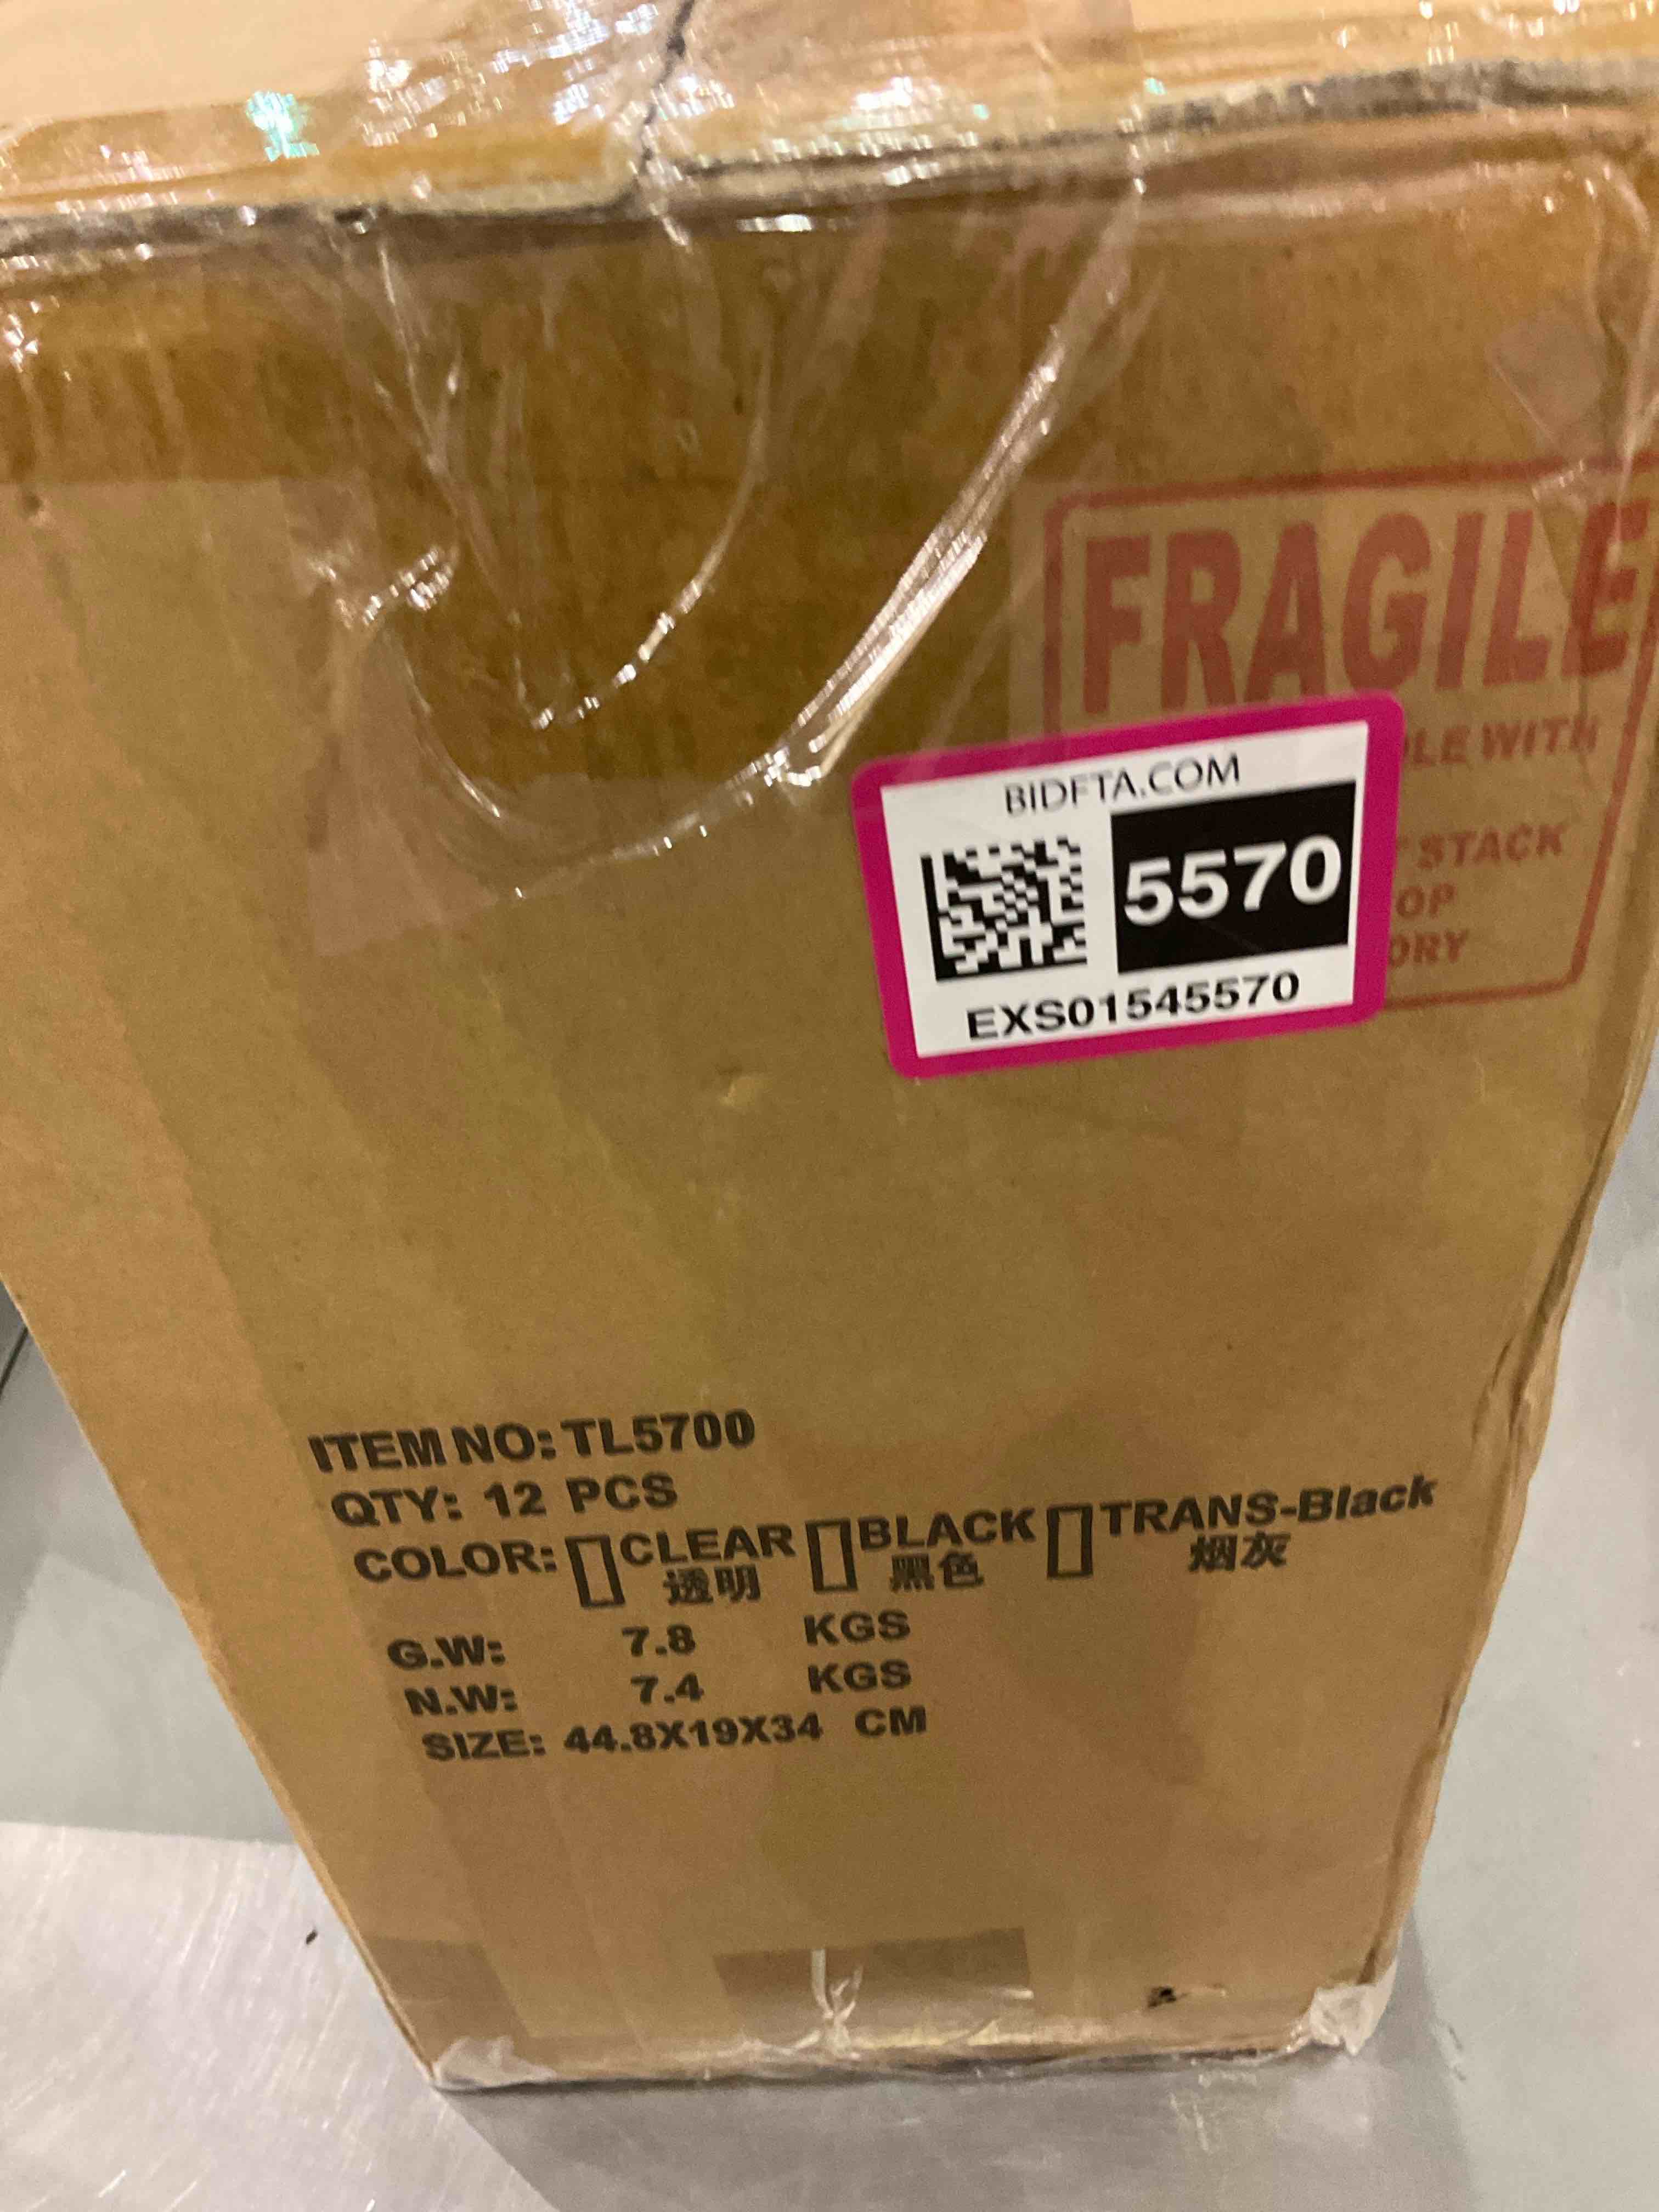 FRAGILE
LE WITH
STACK
OP
ORY
BIDFTA.COM
5570
EXS01545570
ITEM NO: TL5700
QTY: 12 PCS
COLOR: CLEAR BLACK TRANS-Black
透明 黑色 烟灰
G.W: 7.8 KGS
N.W: 7.4 KGS
SIZE: 44.8X19X34 CM